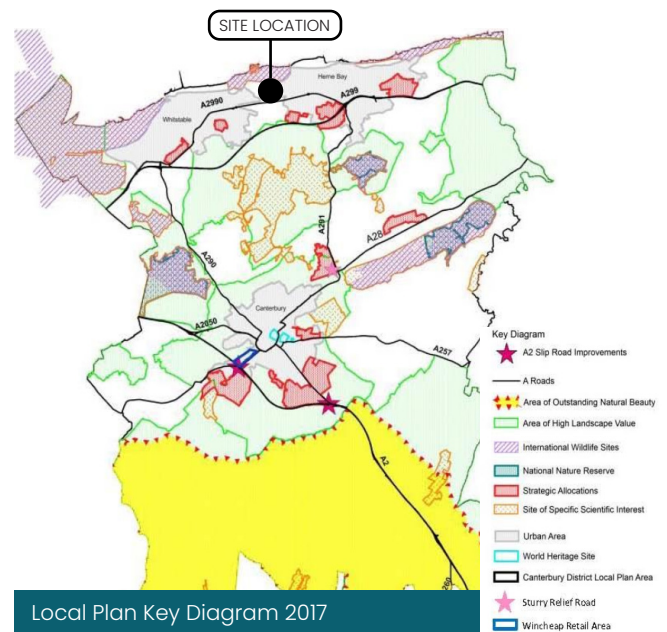 SITE LOCATION
Herne Bay
A2990
A299
Whitstable
A291
A28
A290
Canterbury
A2050
A257
A2
A260
Key Diagram
A2 Slip Road Improvements
A Roads
Area of Outstanding Natural Beauty
Area of High Landscape Value
International Wildlife Sites
National Nature Reserve
Strategic Allocations
Site of Specific Scientific Interest
Urban Area
World Heritage Site
Canterbury District Local Plan Area
Sturry Relief Road
Wincheap Retail Area
Local Plan Key Diagram 2017